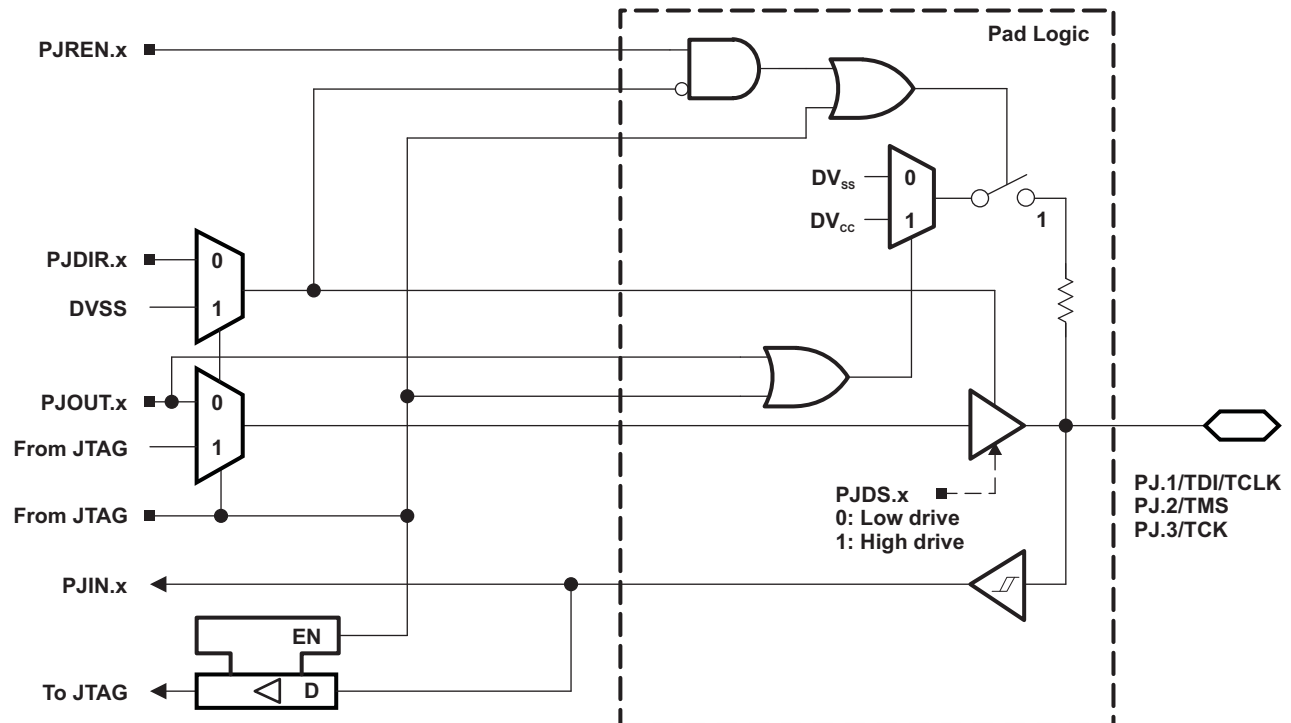 Pad Logic
PJREN.x
DVSS
0
DVCC
1
1
PJDIR.x
0
DVSS
1
PJOUT.x
0
From JTAG
1
PJDS.x
0: Low drive
1: High drive
PJ.1/TDI/TCLK
PJ.2/TMS
PJ.3/TCK
From JTAG
PJIN.x
EN
To JTAG
D